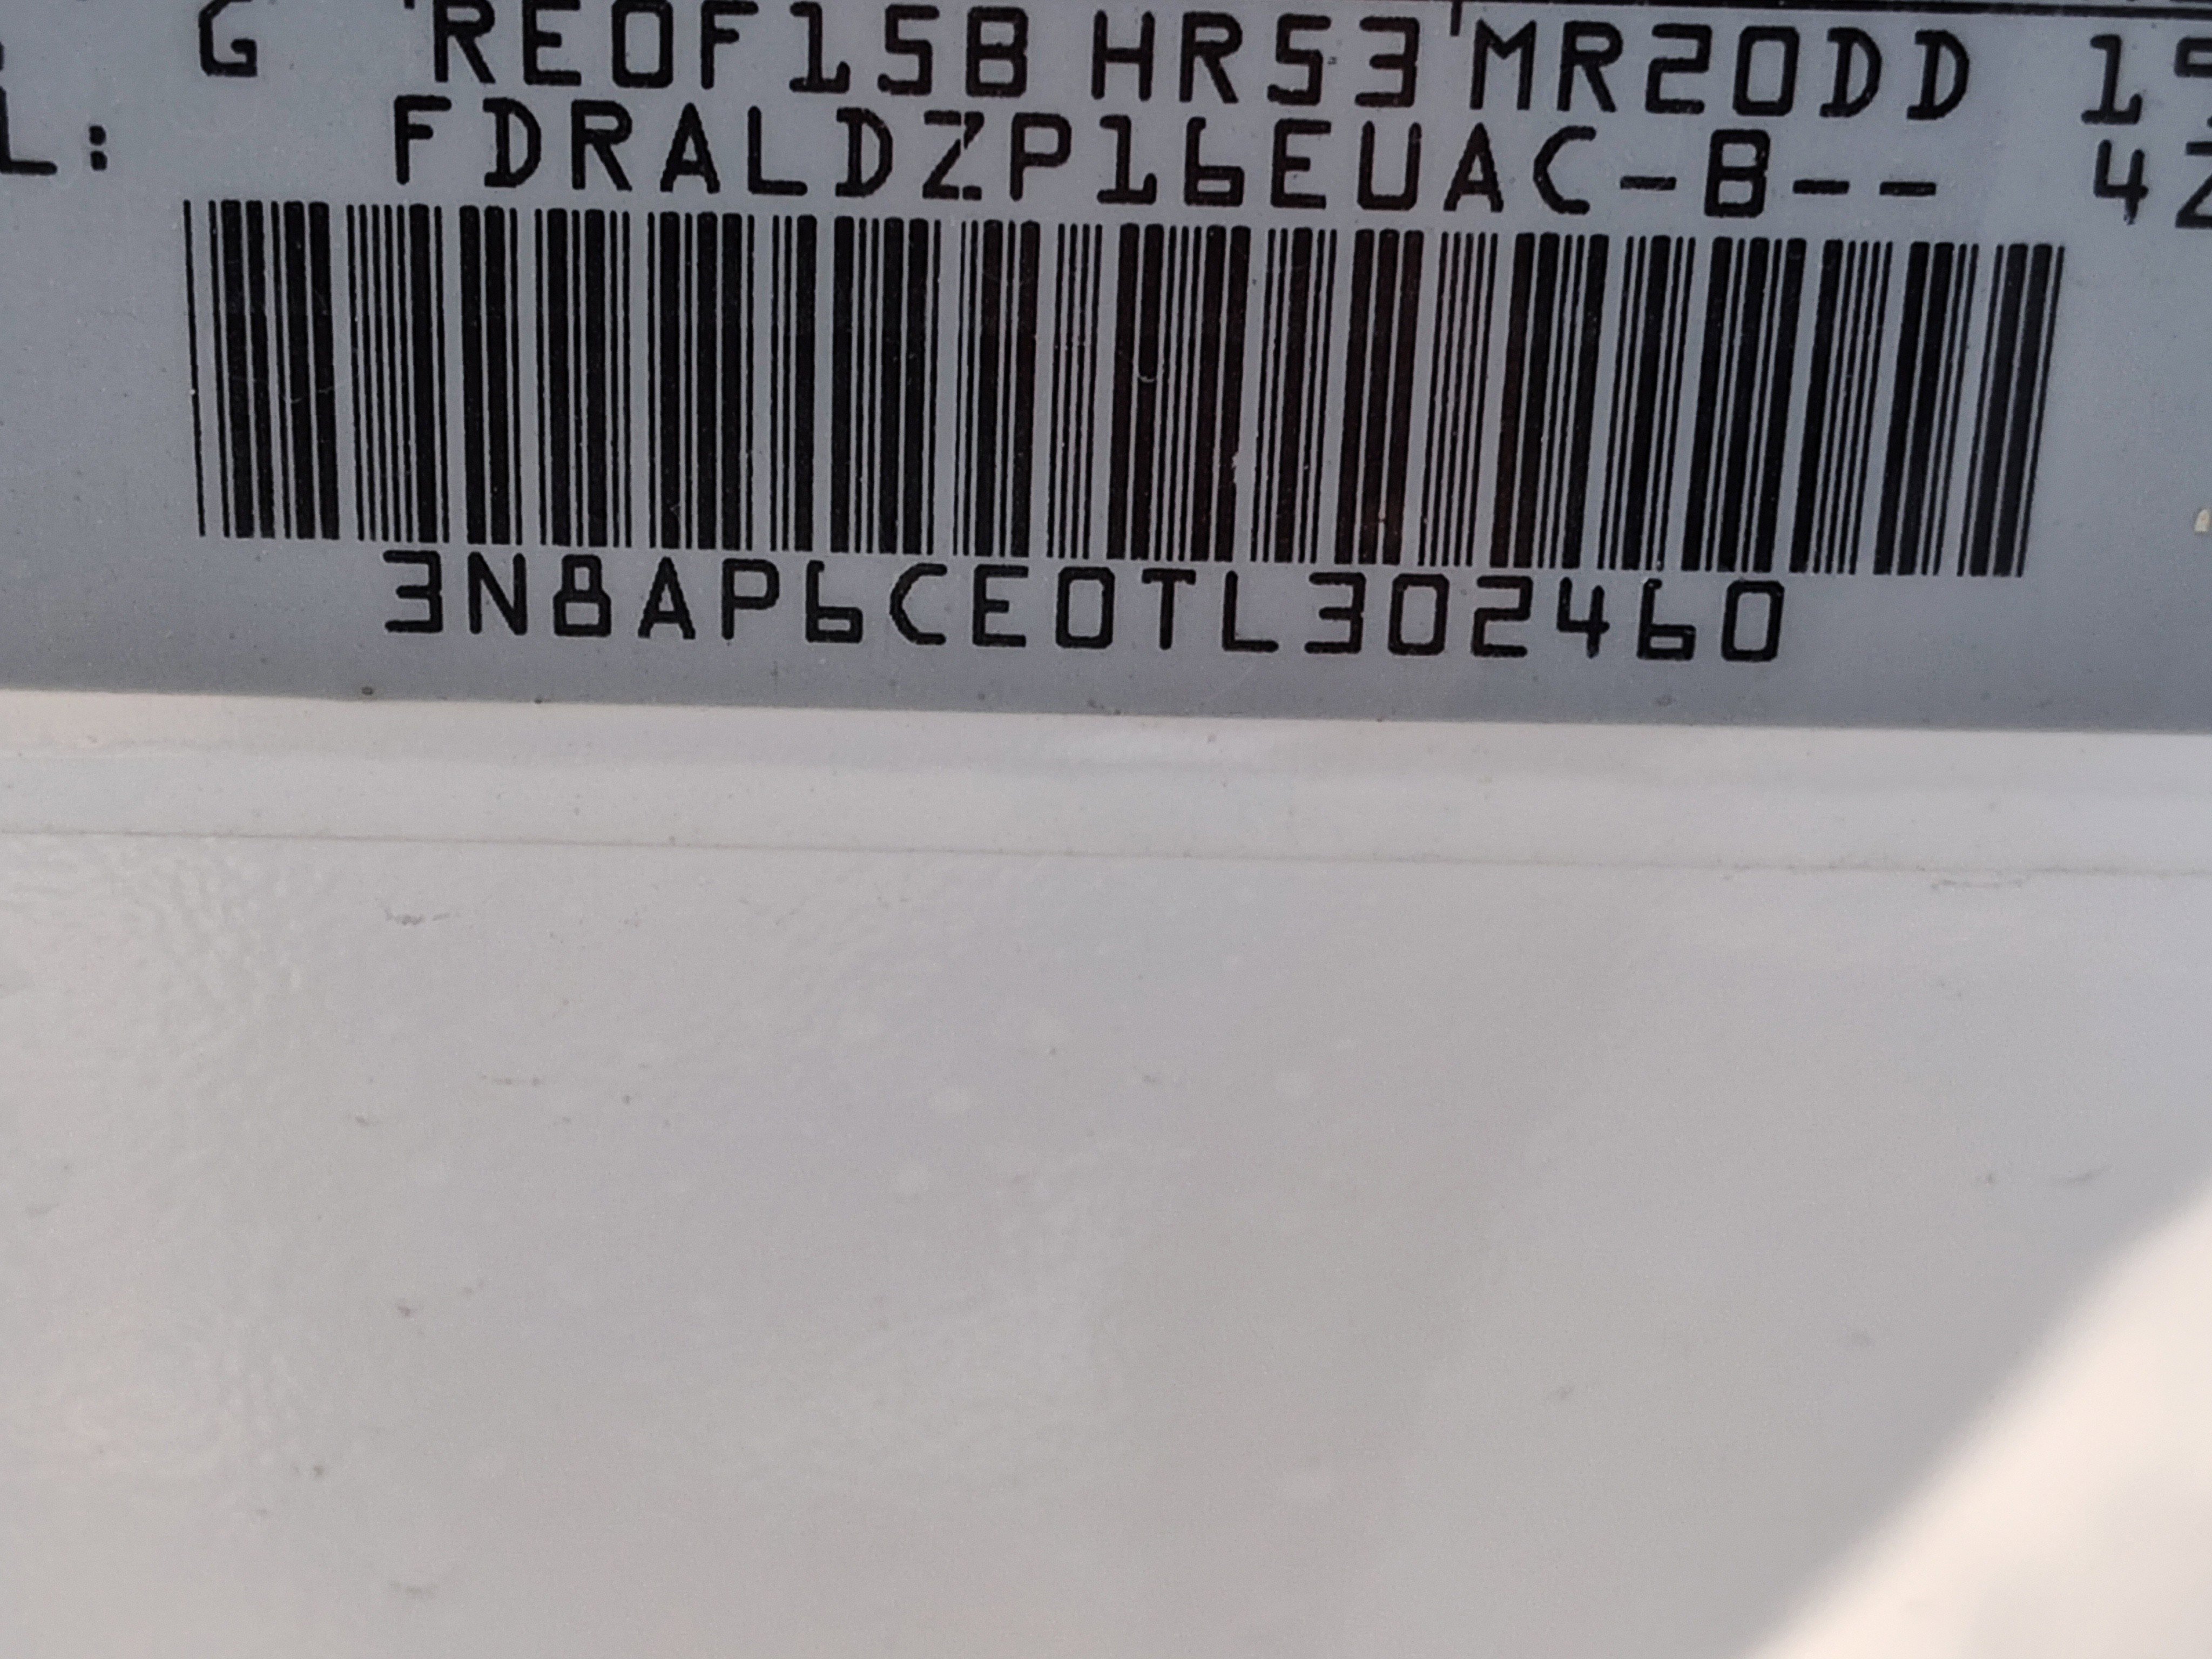 G REOF15B HR53 MR20DD
L: FDRALDZP16EUAC-B--
3N8AP6CE0TL302460